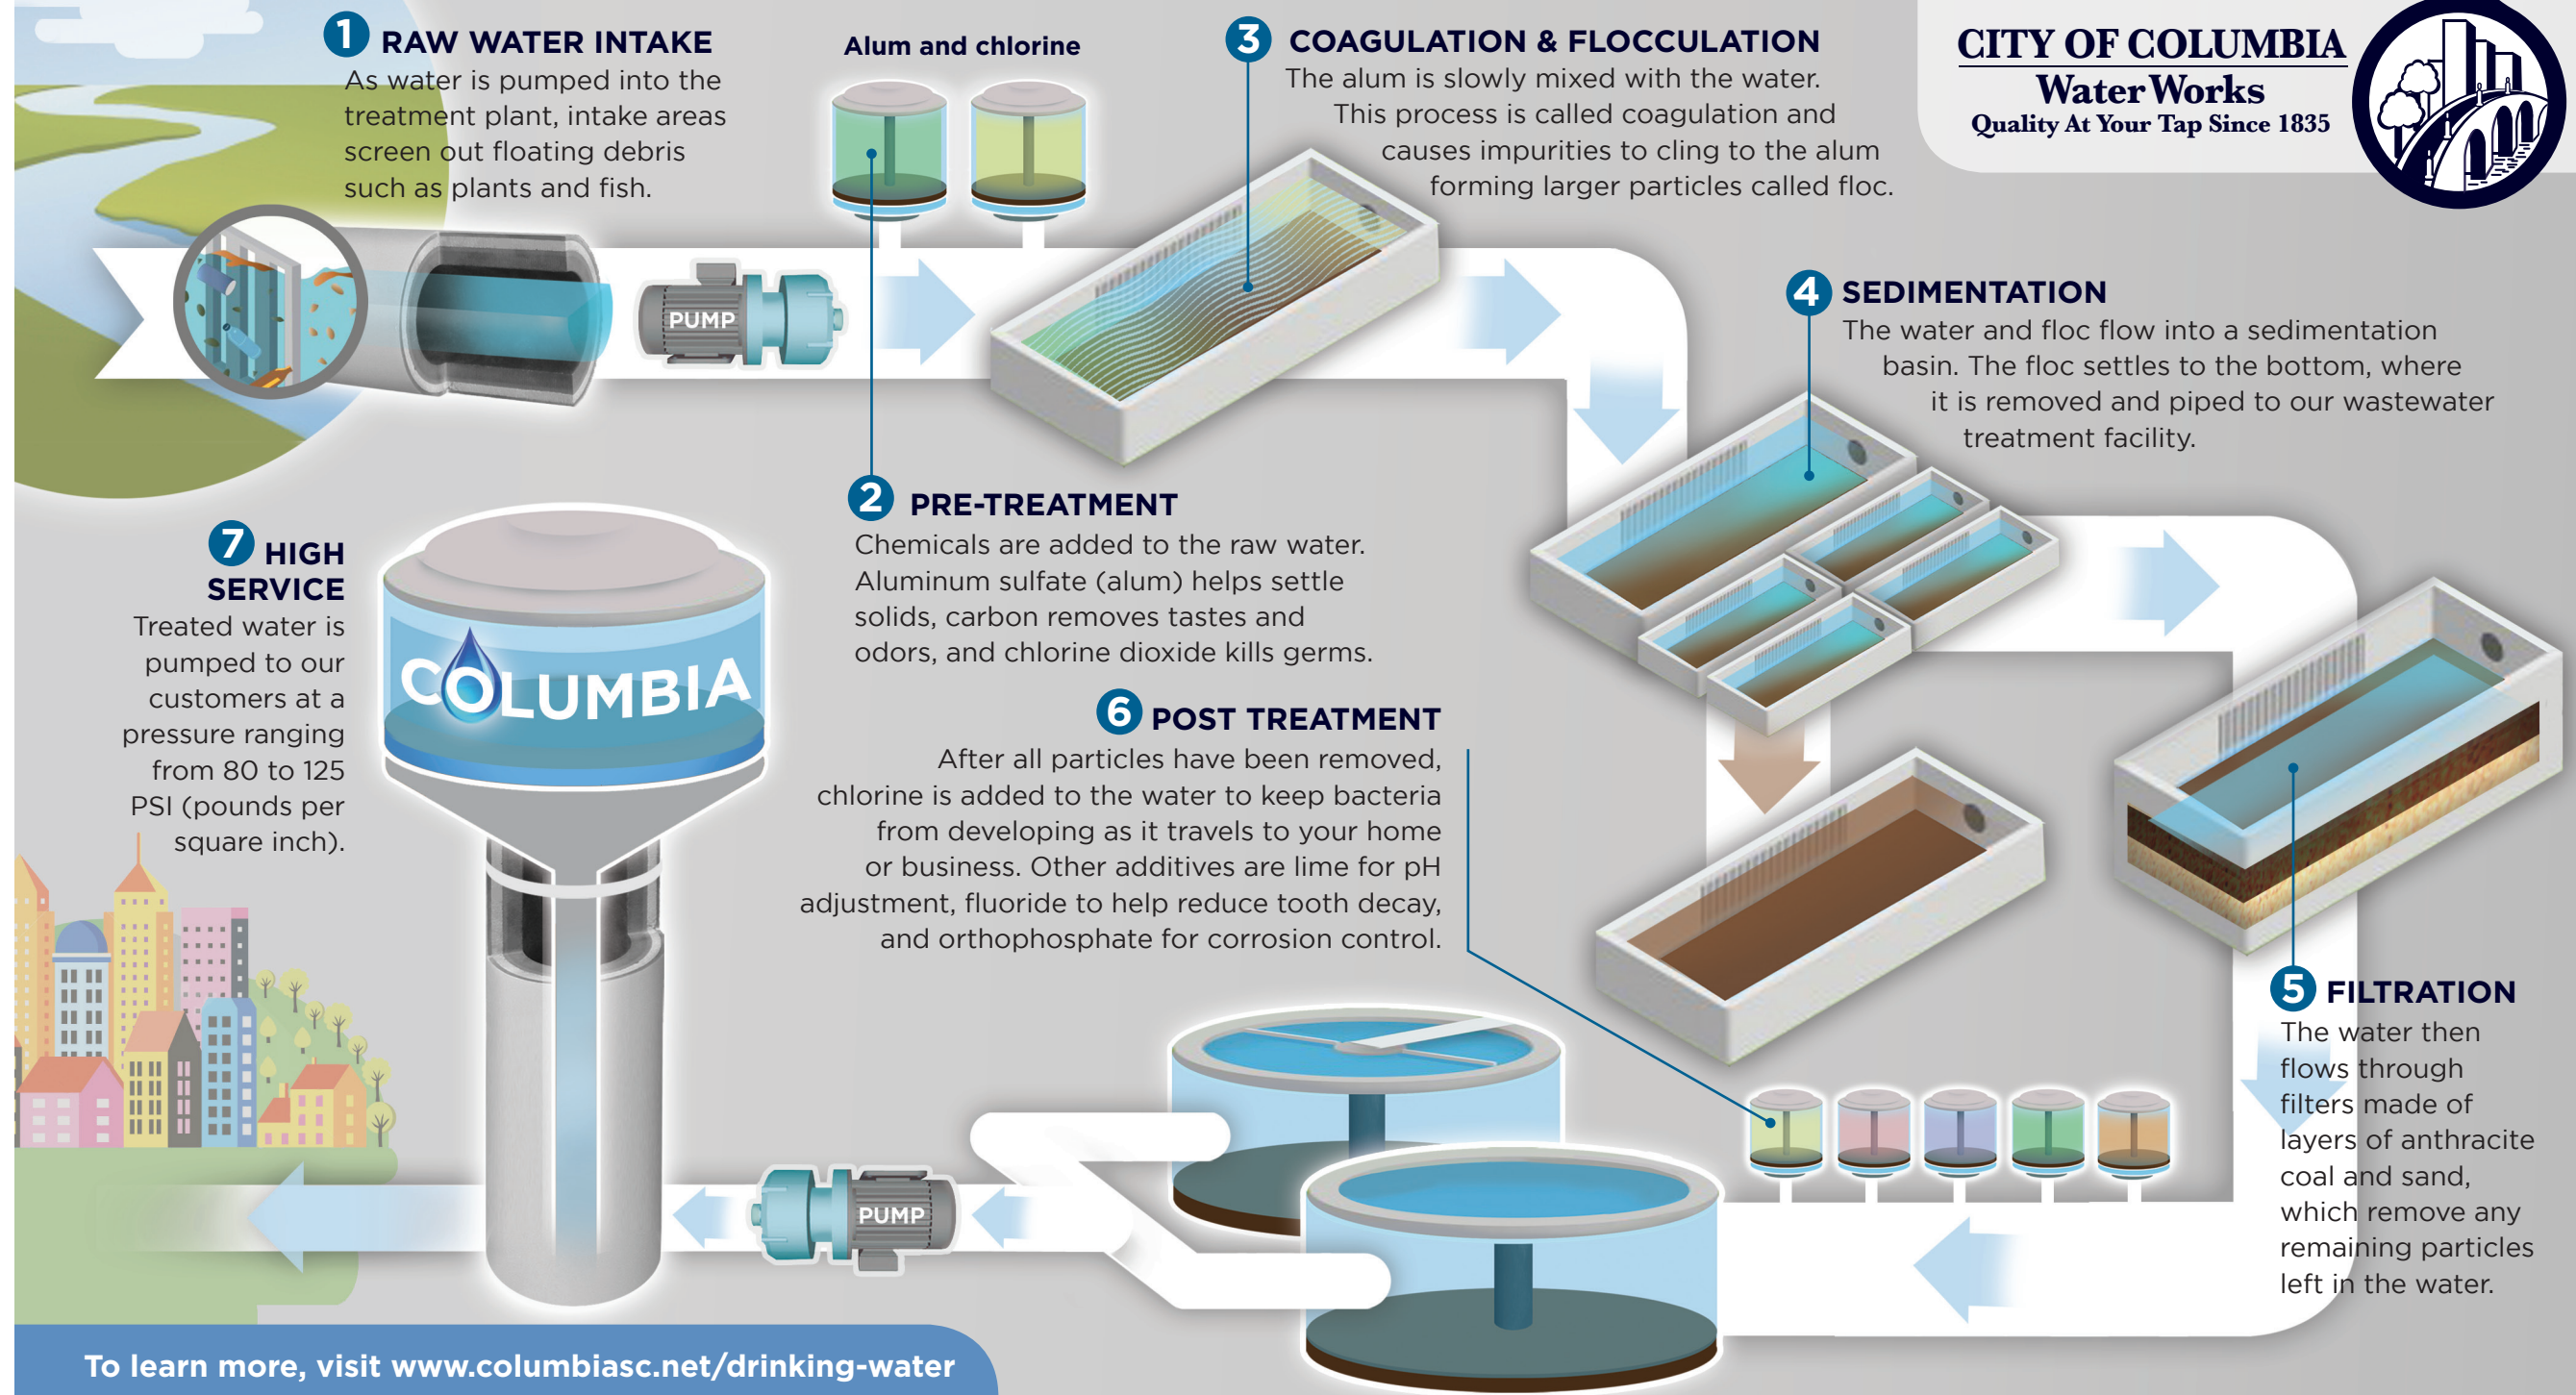 1 RAW WATER INTAKE
As water is pumped into the
treatment plant, intake areas
screen out floating debris
such as plants and fish.
Alum and chlorine
3 COAGULATION & FLOCCULATION
The alum is slowly mixed with the water.
This process is called coagulation and
causes impurities to cling to the alum
forming larger particles called floc.
CITY OF COLUMBIA
Water Works
Quality At Your Tap Since 1835
PUMP
4 SEDIMENTATION
The water and floc flow into a sedimentation
basin. The floc settles to the bottom, where
it is removed and piped to our wastewater
treatment facility.
2 PRE-TREATMENT
Chemicals are added to the raw water.
Aluminum sulfate (alum) helps settle
solids, carbon removes tastes and
odors, and chlorine dioxide kills germs.
7 HIGH
SERVICE
Treated water is
pumped to our
customers at a
pressure ranging
from 80 to 125
PSI (pounds per
square inch).
COLUMBIA
6 POST TREATMENT
After all particles have been removed,
chlorine is added to the water to keep bacteria
from developing as it travels to your home
or business. Other additives are lime for pH
adjustment, fluoride to help reduce tooth decay,
and orthophosphate for corrosion control.
5 FILTRATION
The water then
flows through
filters made of
layers of anthracite
coal and sand,
which remove any
remaining particles
left in the water.
PUMP
To learn more, visit www.columbiasc.net/drinking-water